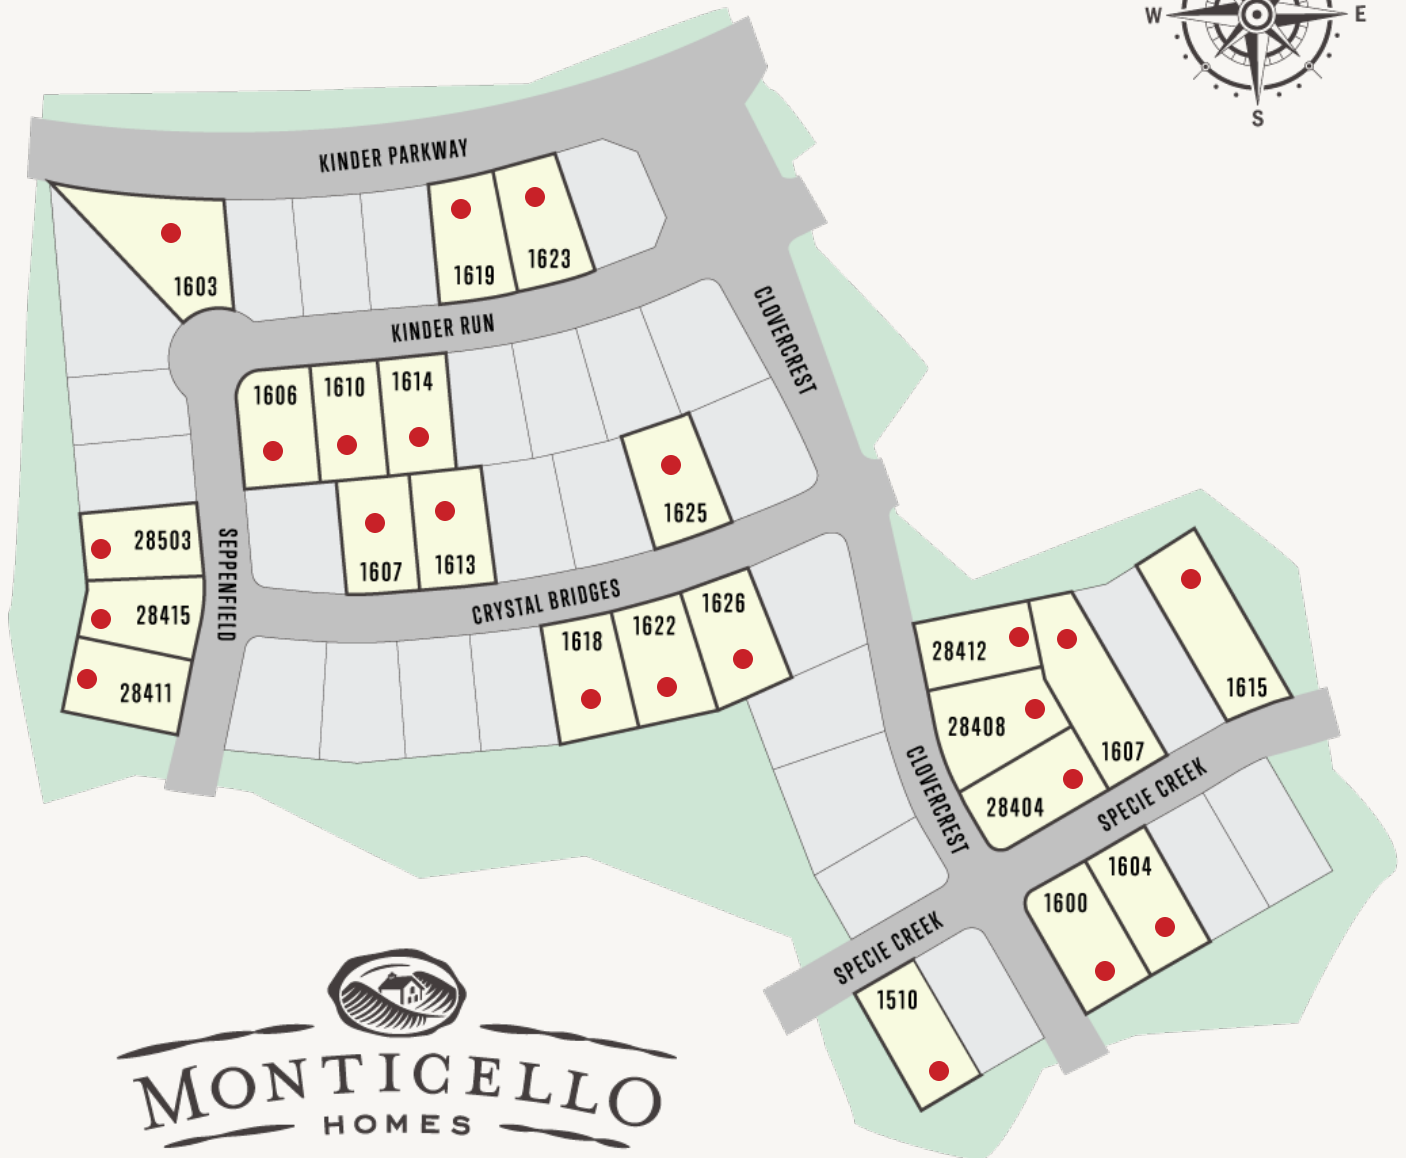 W
E
S
KINDER PARKWAY
1603
1619
1623
KINDER RUN
CLOVERCREST
1606
1610
1614
1625
28503
SEPPENFIELD
1607
1613
28415
CRYSTAL BRIDGES
28411
1618
1622
1626
28412
1615
28408
1607
28404
CLOVERCREST
SPECIE CREEK
1604
1600
SPECIE CREEK
1510
MONTICELLO
HOMES